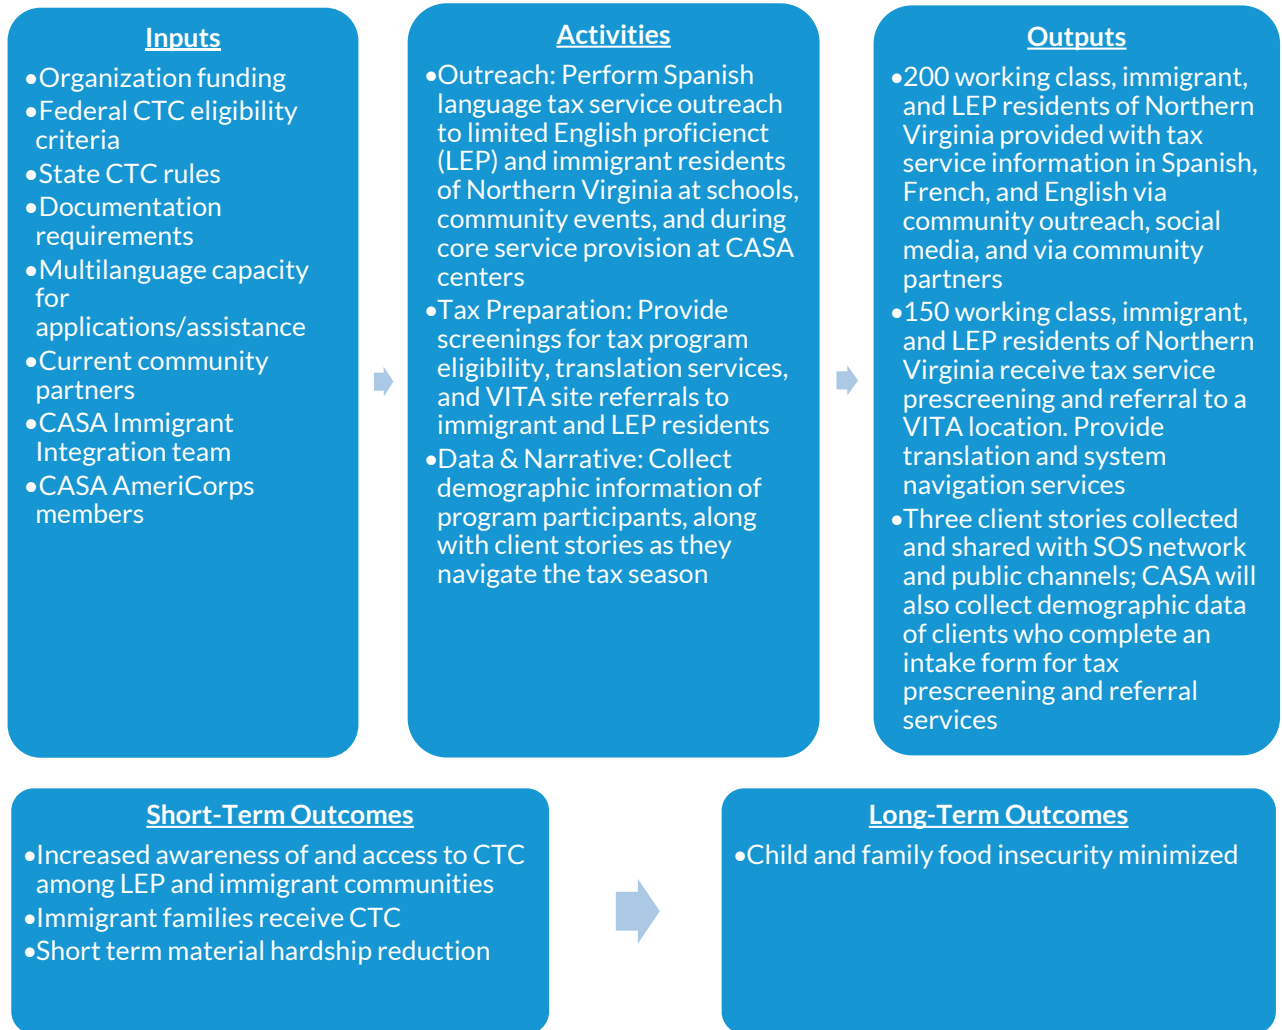 Inputs
•Organization funding
•Federal CTC eligibility
criteria
•State CTC rules
•Documentation
requirements
•Multilanguage capacity
for
applications/assistance
•Current community
partners
•CASA Immigrant
Integration team
•CASA AmeriCorps
members
Activities
•Outreach: Perform Spanish
language tax service outreach
to limited English proficienct
(LEP) and immigrant residents
of Northern Virginia at schools,
community events, and during
core service provision at CASA
centers
•Tax Preparation: Provide
screenings for tax program
eligibility, translation services,
and VITA site referrals to
immigrant and LEP residents
•Data & Narrative: Collect
demographic information of
program participants, along
with client stories as they
navigate the tax season
Outputs
•200 working class, immigrant,
and LEP residents of Northern
Virginia provided with tax
service information in Spanish,
French, and English via
community outreach, social
media, and via community
partners
•150 working class, immigrant,
and LEP residents of Northern
Virginia receive tax service
prescreening and referral to a
VITA location. Provide
translation and system
navigation services
•Three client stories collected
and shared with SOS network
and public channels; CASA will
also collect demographic data
of clients who complete an
intake form for tax
prescreening and referral
services
Short-Term Outcomes
•Increased awareness of and access to CTC
among LEP and immigrant communities
•Immigrant families receive CTC
•Short term material hardship reduction
Long-Term Outcomes
•Child and family food insecurity minimized